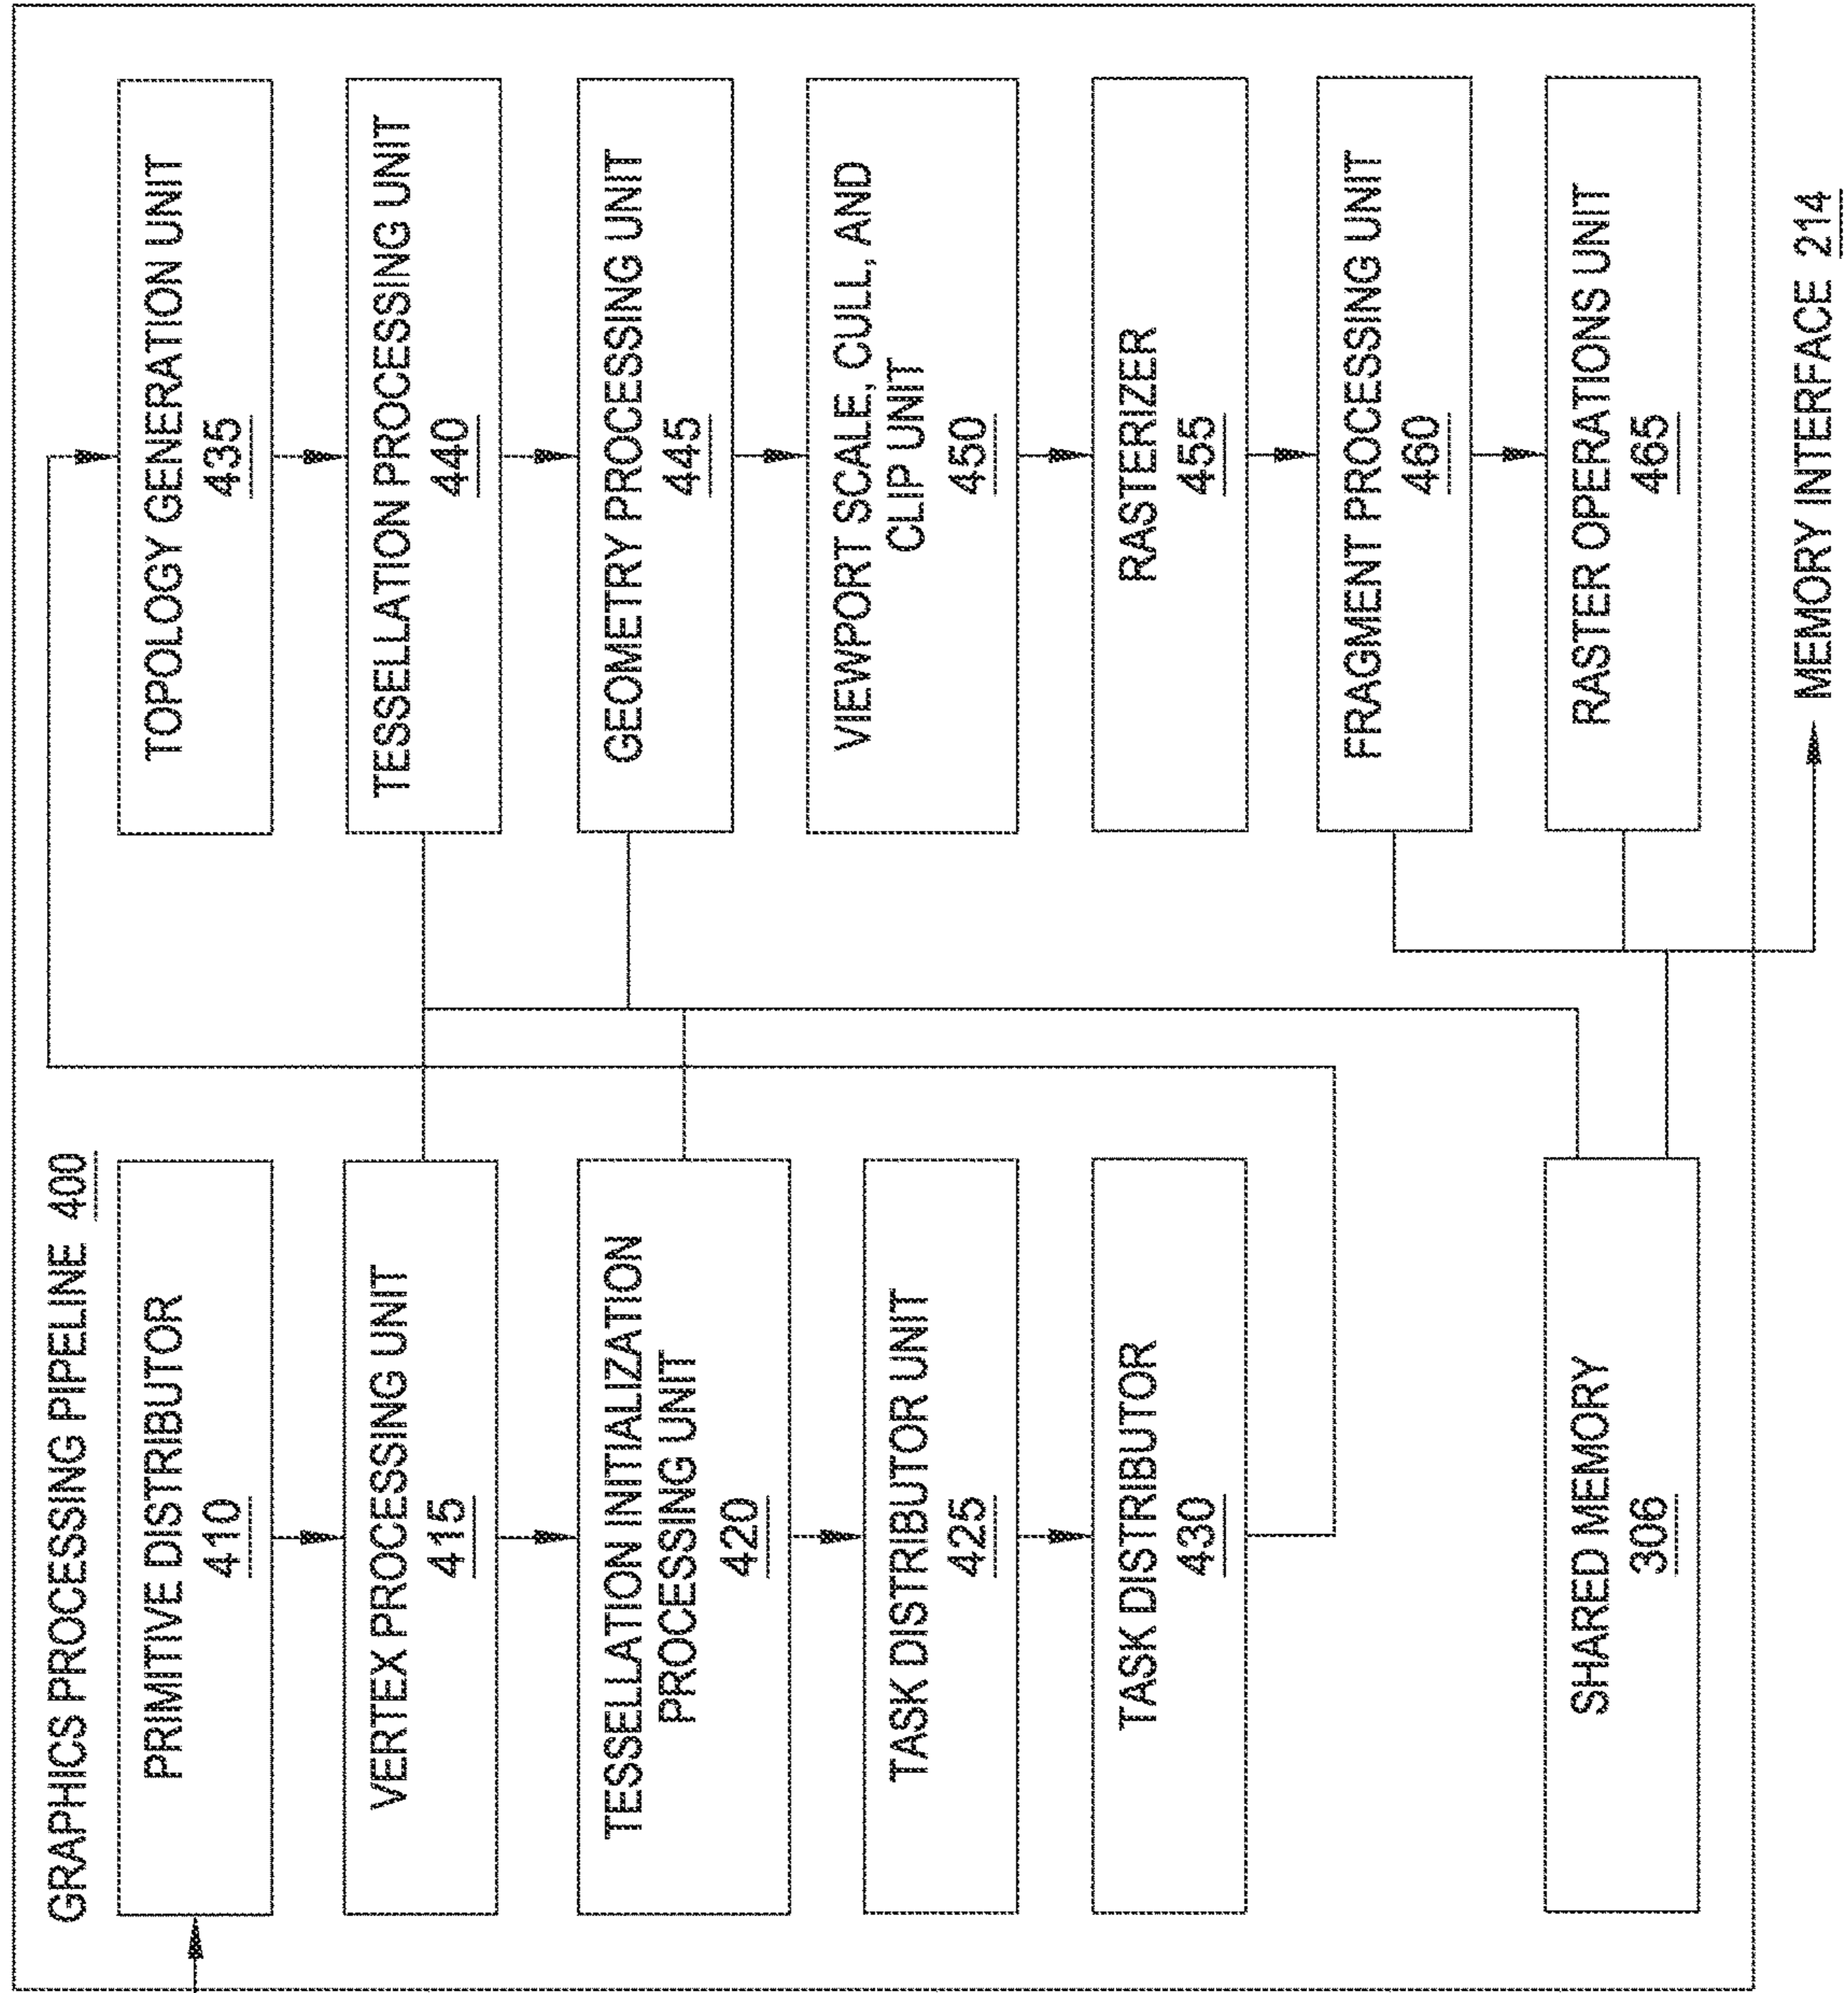 GRAPHICS PROCESSING PIPELINE 400
PRIMITIVE DISTRIBUTOR
410
VERTEX PROCESSING UNIT
415
TESSELLATION INITIALIZATION
PROCESSING UNIT
420
TASK DISTRIBUTOR UNIT
425
TASK DISTRIBUTOR
430
SHARED MEMORY
306
TOPOLOGY GENERATION UNIT
435
TESSELLATION PROCESSING UNIT
440
GEOMETRY PROCESSING UNIT
445
VIEWPORT SCALE, CULL, AND
CLIP UNIT
450
RASTERIZER
455
FRAGMENT PROCESSING UNIT
460
RASTER OPERATIONS UNIT
465
MEMORY INTERFACE 214